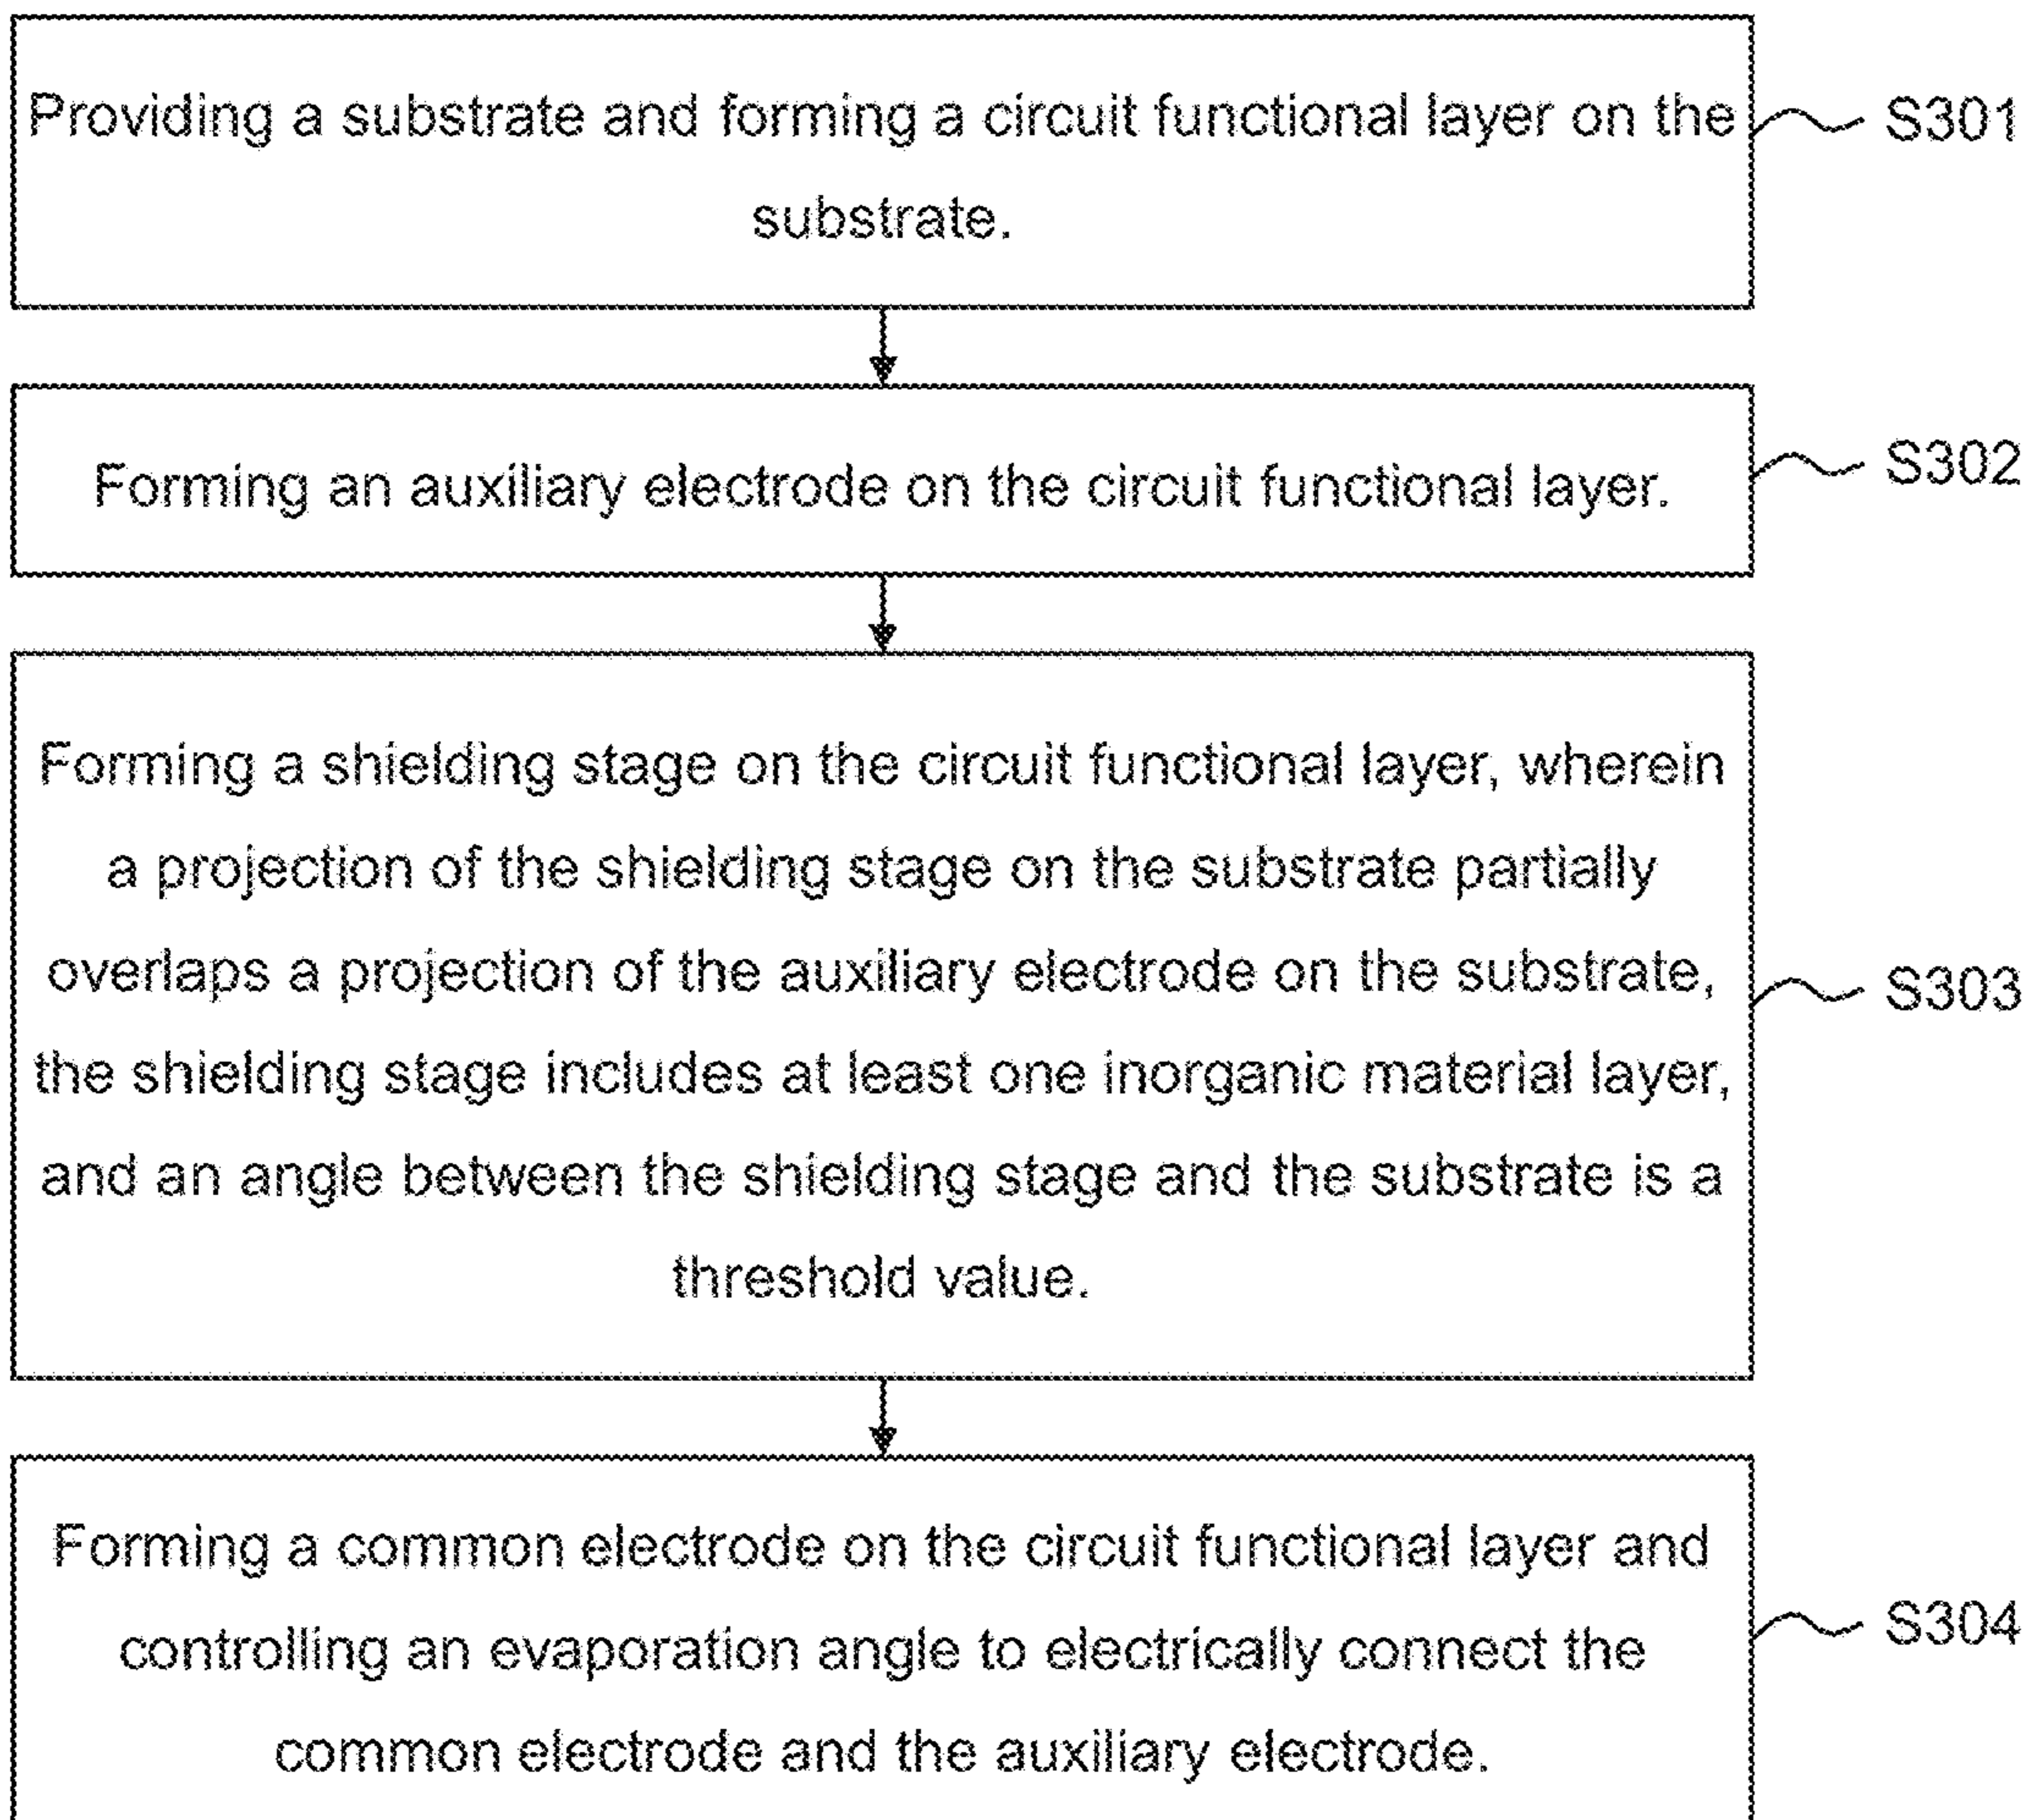 Providing a substrate and forming a circuit functional layer on the
substrate.
S301
Forming an auxiliary electrode on the circuit functional layer.
S302
Forming a shielding stage on the circuit functional layer, wherein
a projection of the shielding stage on the substrate partially
overlaps a projection of the auxiliary electrode on the substrate,
the shielding stage includes at least one inorganic material layer,
and an angle between the shielding stage and the substrate is a
threshold value.
S303
Forming a common electrode on the circuit functional layer and
controlling an evaporation angle to electrically connect the
common electrode and the auxiliary electrode.
S304